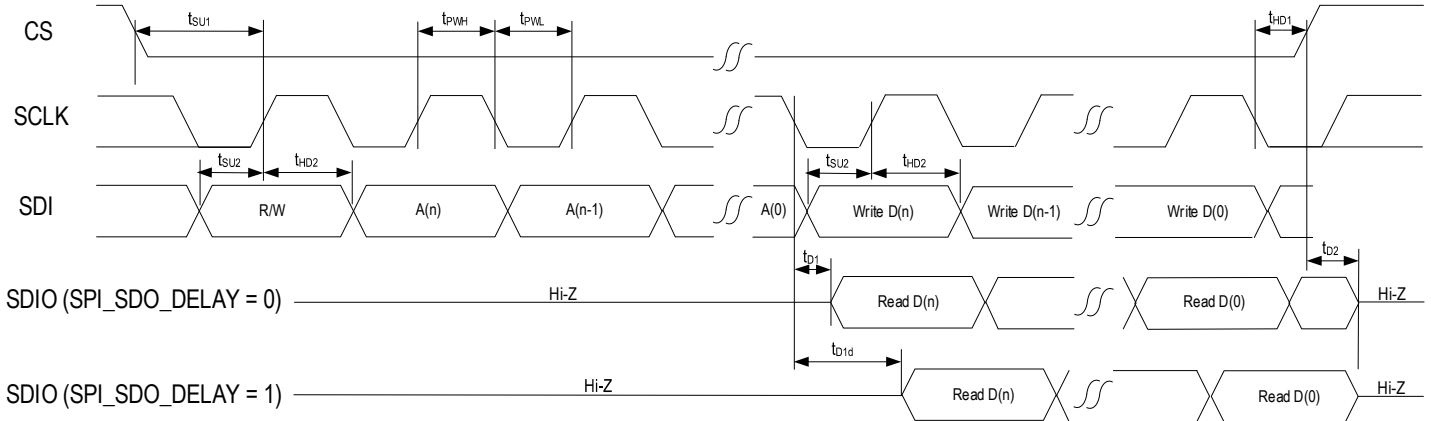 CS tSU1 tPWH tPWL tHD1
SCLK
tSU2 tHD2 tSU2 tHD2
SDI R/W A(n) A(n-1) A(0) Write D(n) Write D(n-1) Write D(0)
tD1 tD2
SDIO (SPI_SDO_DELAY = 0) Hi-Z Read D(n) Read D(0) Hi-Z
tD1d
SDIO (SPI_SDO_DELAY = 1) Hi-Z Read D(n) Read D(0) Hi-Z